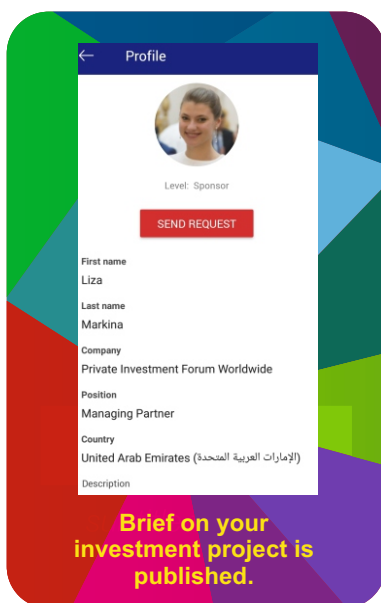 Profile
Level: Sponsor
SEND REQUEST
First name
Liza
Last name
Markina
Company
Private Investment Forum Worldwide
Position
Managing Partner
Country
United Arab Emirates (الإمارات العربية المتحدة)
Description
Brief on your
investment project is
published.